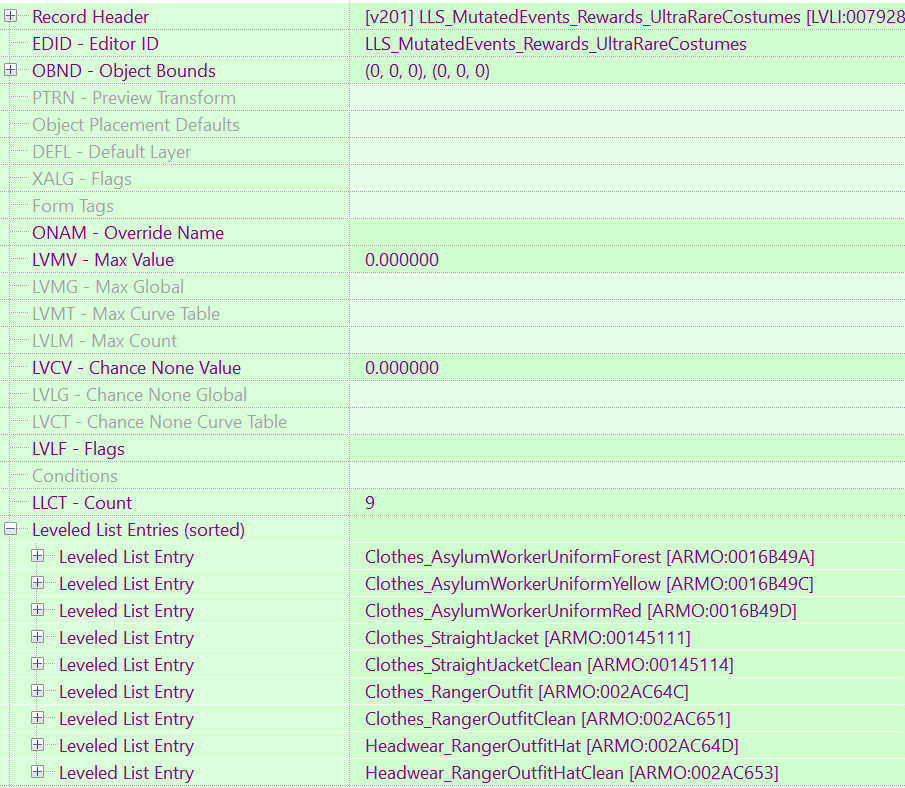 Record Header [v201] LLS_MutatedEvents_Rewards_UltraRareCostumes [LVLI:007928
EDID - Editor ID LLS_MutatedEvents_Rewards_UltraRareCostumes
OBND - Object Bounds (0, 0, 0), (0, 0, 0)
PTRN - Preview Transform
Object Placement Defaults
DEFL - Default Layer
XALG - Flags
Form Tags
ONAM - Override Name
LVMV - Max Value 0.000000
LVMG - Max Global
LVMT - Max Curve Table
LVLM - Max Count
LVCV - Chance None Value 0.000000
LVLG - Chance None Global
LVCT - Chance None Curve Table
LVLF - Flags
Conditions
LLCT - Count 9
Leveled List Entries (sorted)
Leveled List Entry Clothes_AsylumWorkerUniformForest [ARMO:0016B49A]
Leveled List Entry Clothes_AsylumWorkerUniformYellow [ARMO:0016B49C]
Leveled List Entry Clothes_AsylumWorkerUniformRed [ARMO:0016B49D]
Leveled List Entry Clothes_StraightJacket [ARMO:00145111]
Leveled List Entry Clothes_StraightJacketClean [ARMO:00145114]
Leveled List Entry Clothes_RangerOutfit [ARMO:002AC64C]
Leveled List Entry Clothes_RangerOutfitClean [ARMO:002AC651]
Leveled List Entry Headwear_RangerOutfitHat [ARMO:002AC64D]
Leveled List Entry Headwear_RangerOutfitHatClean [ARMO:002AC653]